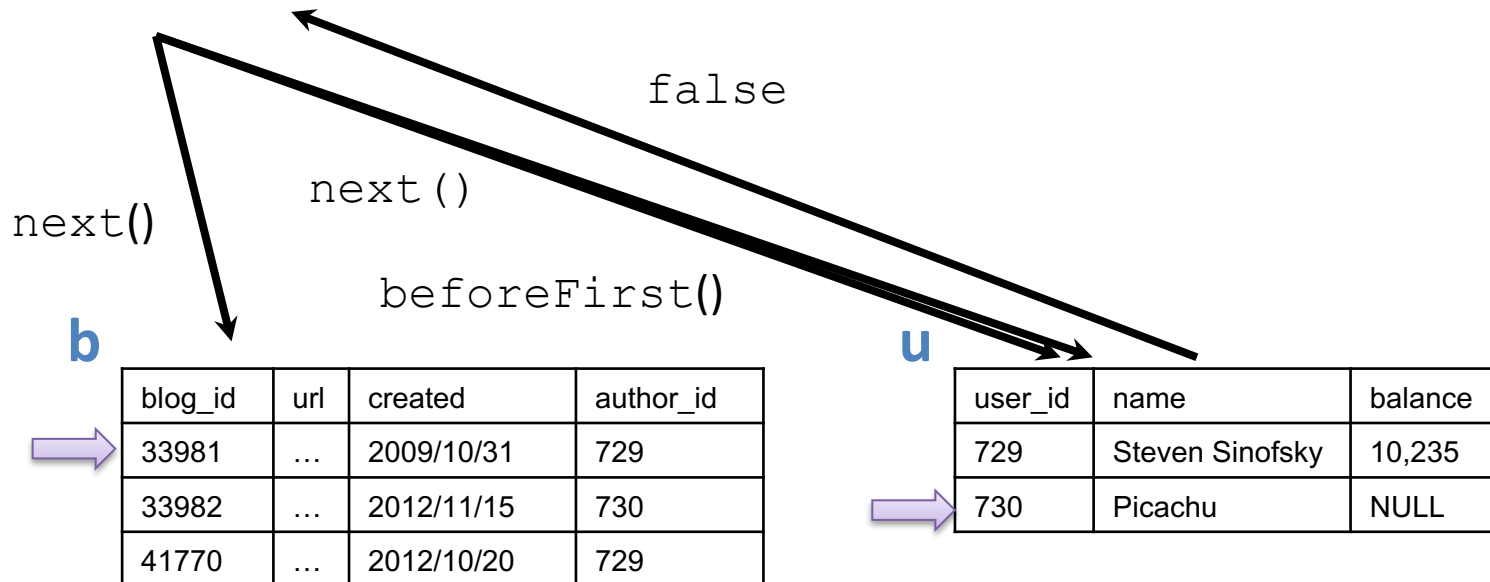 false
next()
next()
beforeFirst()
b
u
blog_id url created author_id
33981 … 2009/10/31 729
33982 … 2012/11/15 730
41770 … 2012/10/20 729
user_id name balance
729 Steven Sinofsky 10,235
730 Picachu NULL